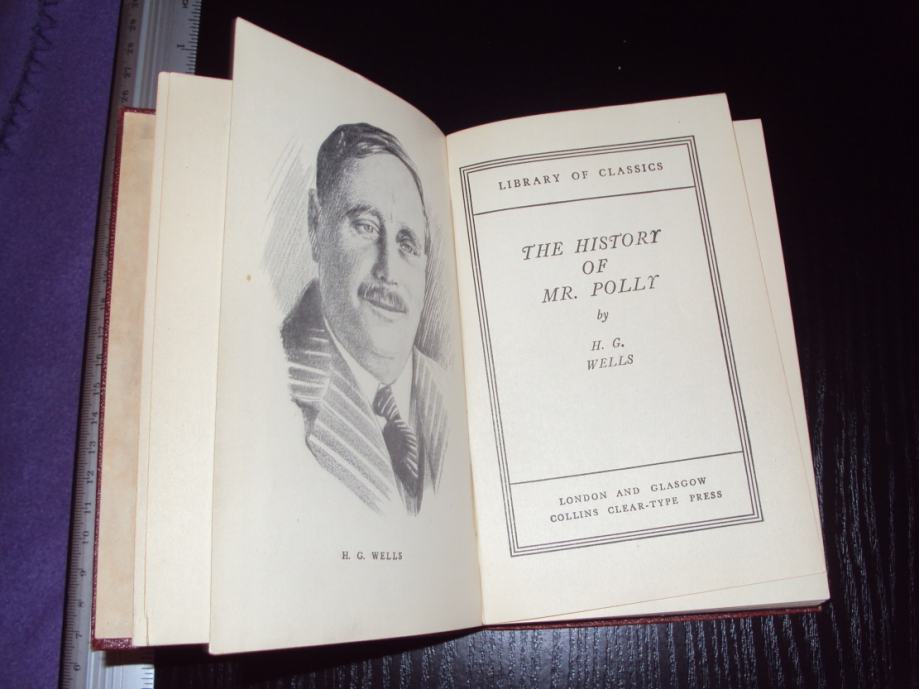 H. G. WELLS
LIBRARY OF CLASSICS
THE HISTORY
OF
MR. POLLY
by
H. G.
WELLS
LONDON AND GLASGOW
COLLINS CLEAR-TYPE PRESS